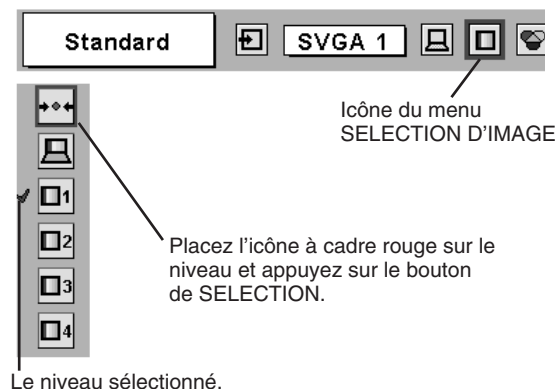 Standard
SVGA 1
Icône du menu
SELECTION D'IMAGE
1
2
3
4
Placez l'icône à cadre rouge sur le
niveau et appuyez sur le bouton
de SELECTION.
Le niveau sélectionné.